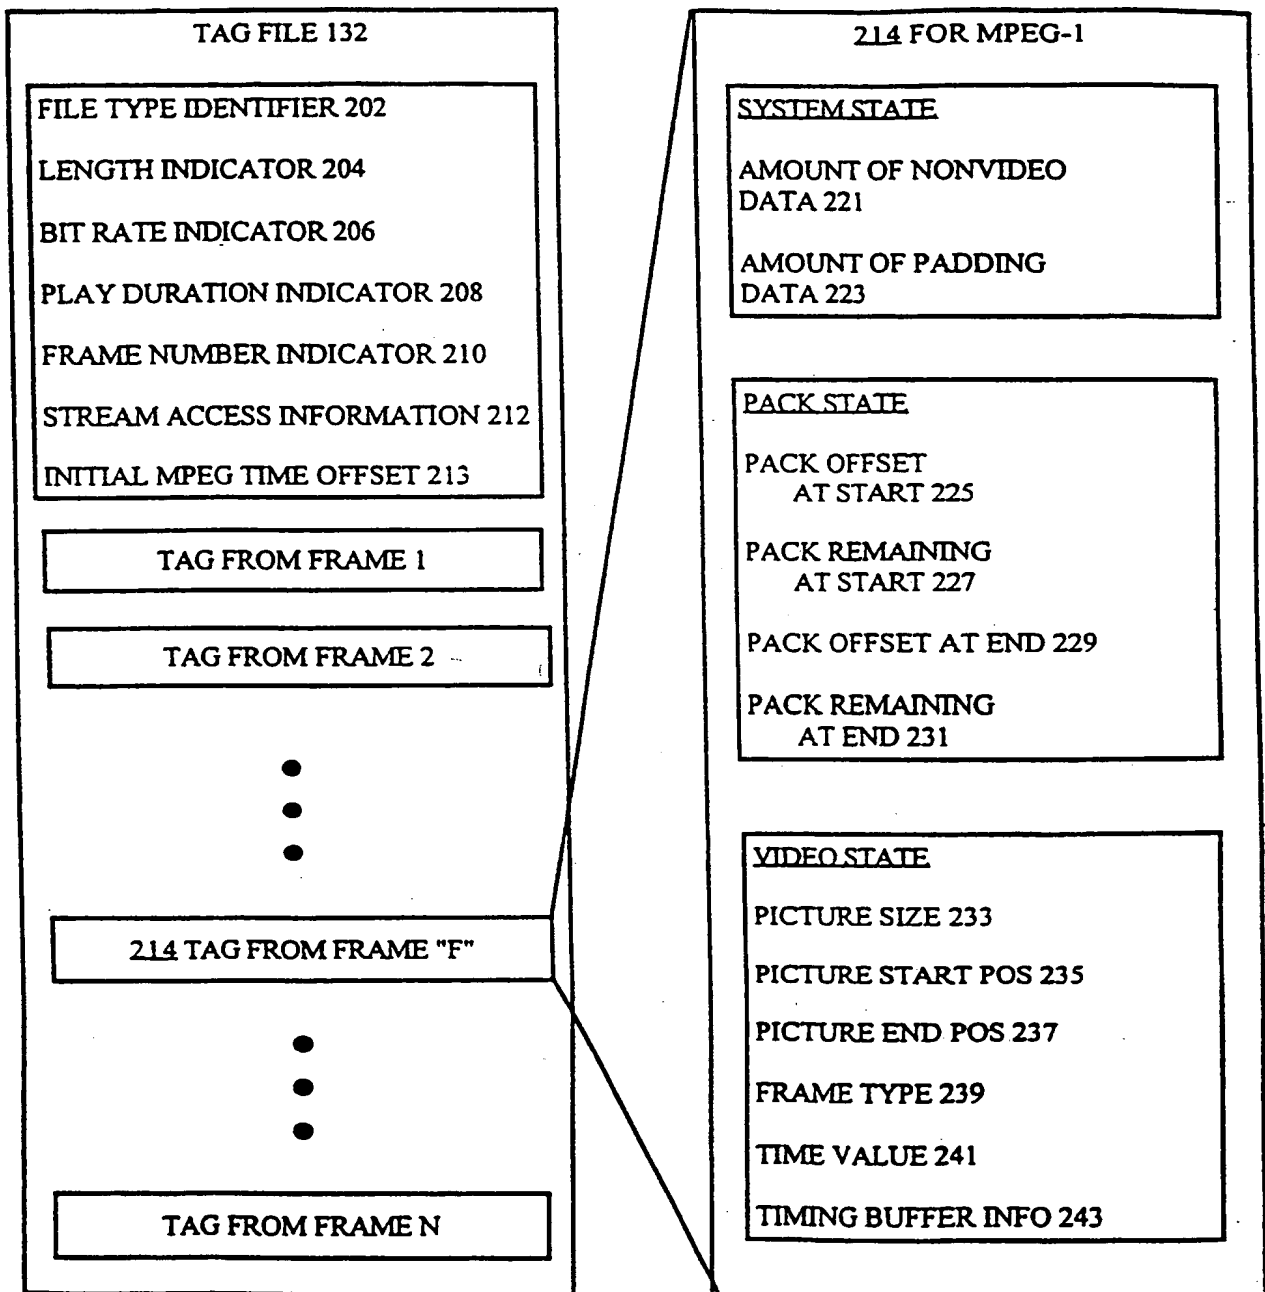 TAG FILE 132
FILE TYPE IDENTIFIER 202
LENGTH INDICATOR 204
BIT RATE INDICATOR 206
PLAY DURATION INDICATOR 208
FRAME NUMBER INDICATOR 210
STREAM ACCESS INFORMATION 212
INITIAL MPEG TIME OFFSET 213
TAG FROM FRAME 1
TAG FROM FRAME 2
214 TAG FROM FRAME "F"
TAG FROM FRAME N
214 FOR MPEG-1
SYSTEM STATE
AMOUNT OF NONVIDEO
DATA 221
AMOUNT OF PADDING
DATA 223
PACK STATE
PACK OFFSET
AT START 225
PACK REMAINING
AT START 227
PACK OFFSET AT END 229
PACK REMAINING
AT END 231
VIDEO STATE
PICTURE SIZE 233
PICTURE START POS 235
PICTURE END POS 237
FRAME TYPE 239
TIME VALUE 241
TIMING BUFFER INFO 243